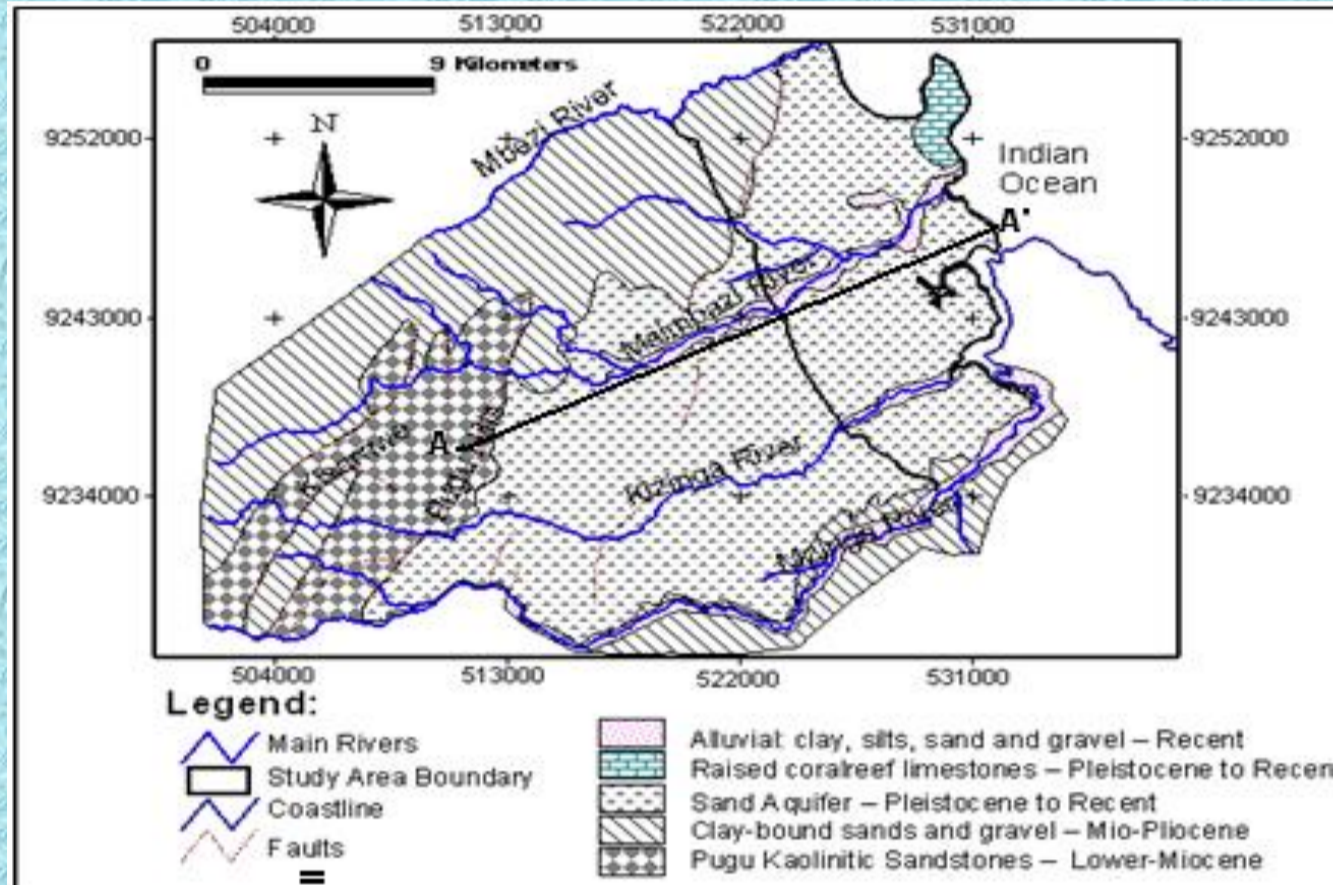 504000 513000 522000 531000
0 9 Kilometers
N
Mbezi River
9252000 9252000
Indian
Ocean
A'
9243000 9243000
River
A
Pugu
Kizinga River
9234000 9234000
504000 513000 522000 531000
Legend:
Main Rivers
Study Area Boundary
Coastline
Faults
Alluvial: clay, silts, sand and gravel – Recent
Raised coralreef limestones – Pleistocene to Recen
Sand Aquifer – Pleistocene to Recent
Clay-bound sands and gravel – Mio-Pliocene
Pugu Kaolinitic Sandstones – Lower-Miocene